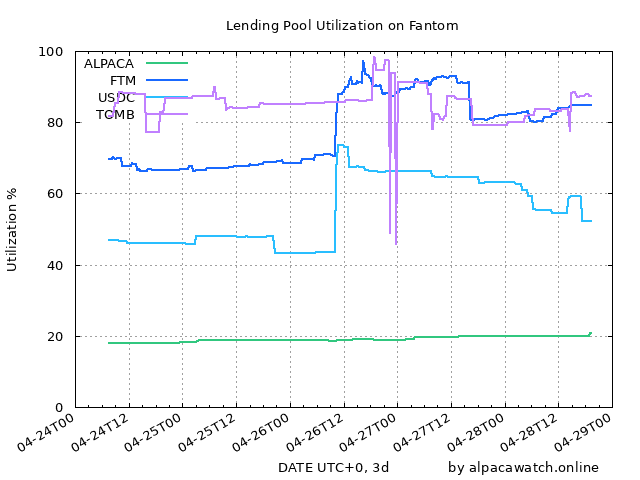 Lending Pool Utilization on Fantom
ALPACA
FTM
USDC
TOMB
Utilization %
100
80
60
40
20
0
04-24T00
04-24T12
04-25T00
04-25T12
04-26T00
04-26T12
04-27T00
04-27T12
04-28T00
04-28T12
04-29T00
DATE UTC+0, 3d
by alpacawatch.online